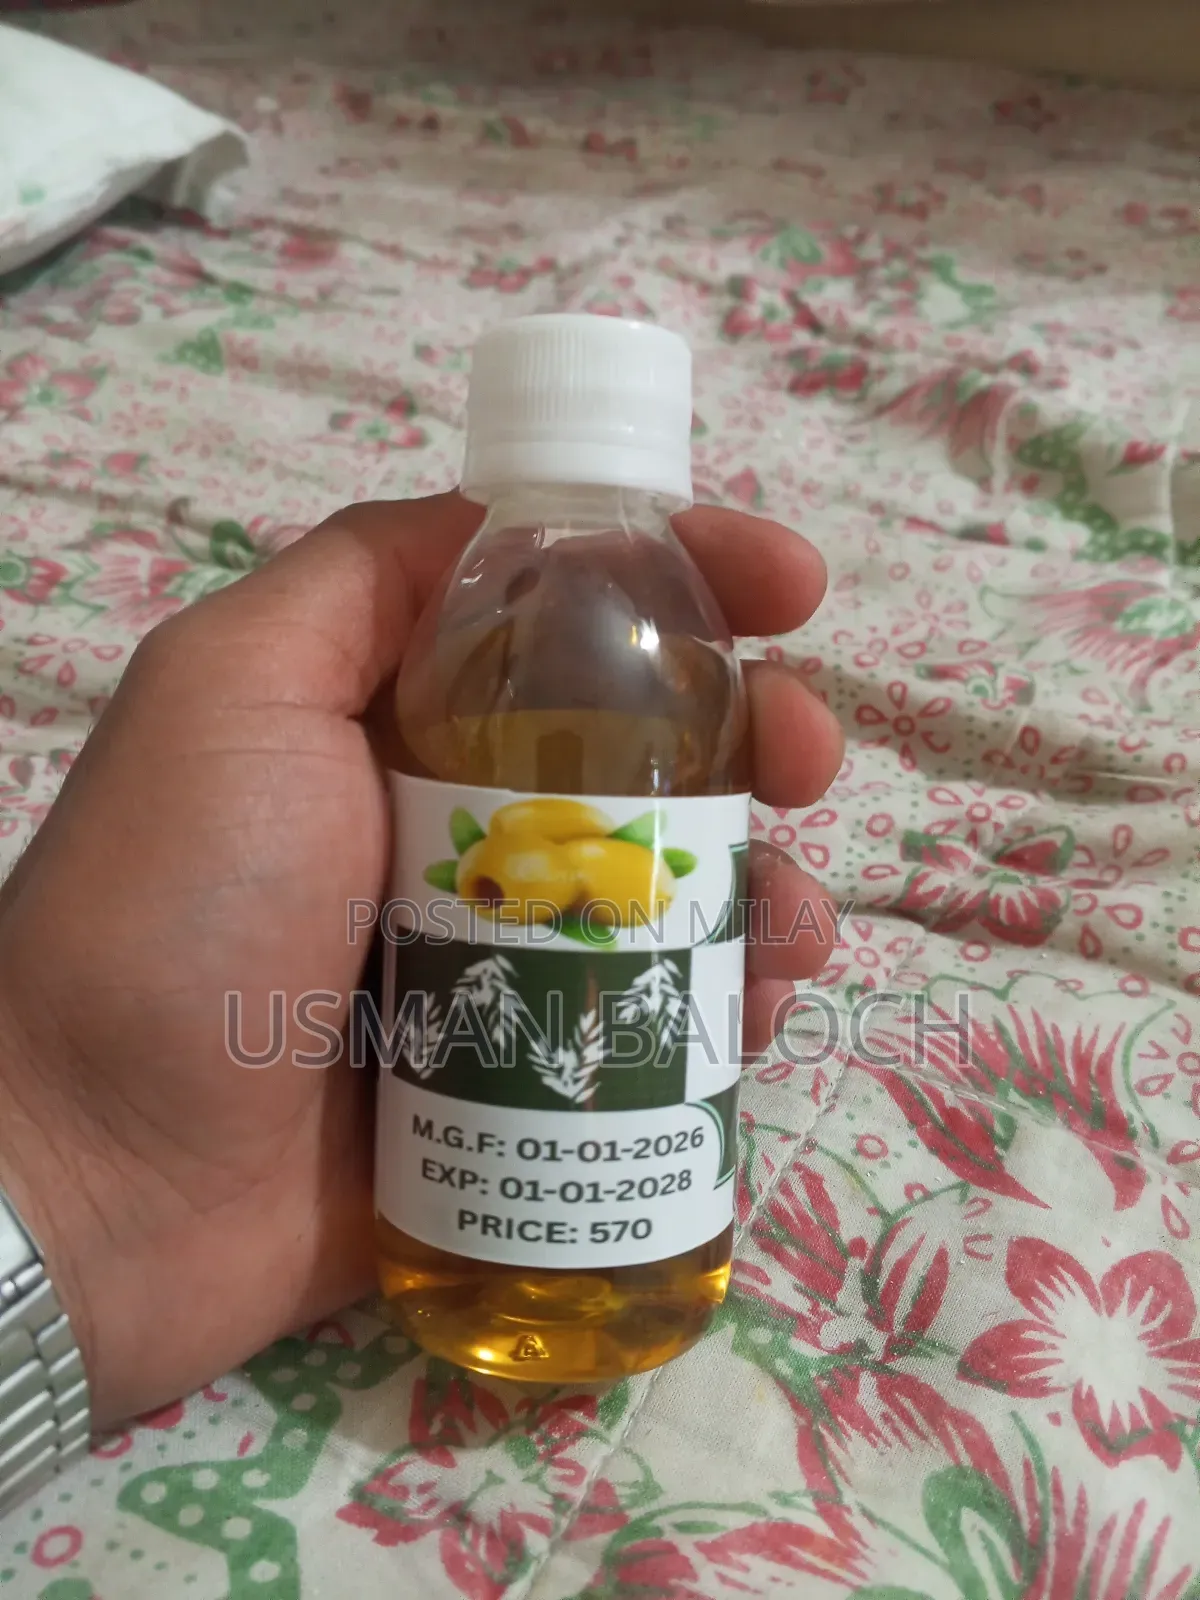 POSTED ON MILAY
USMAN BALOCH
M.G.F: 01-01-2026
EXP: 01-01-2028
PRICE: 570